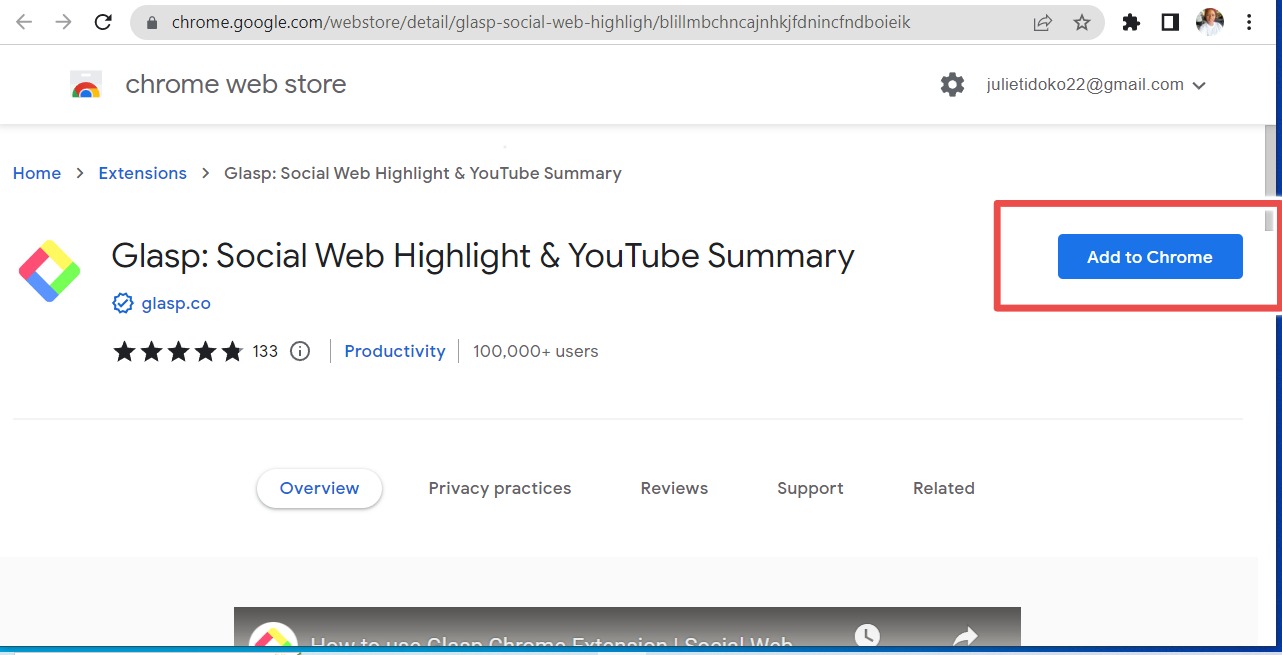 chrome.google.com/webstore/detail/glasp-social-web-highligh/blillmbchncajnhkjfdnincfndboieik
chrome web store
julietidoko22@gmail.com
Home > Extensions > Glasp: Social Web Highlight & YouTube Summary
Glasp: Social Web Highlight & YouTube Summary
Add to Chrome
glasp.co
133
Productivity
100,000+ users
Overview
Privacy practices
Reviews
Support
Related
How to use Glasp Chrome Extension | Social Web